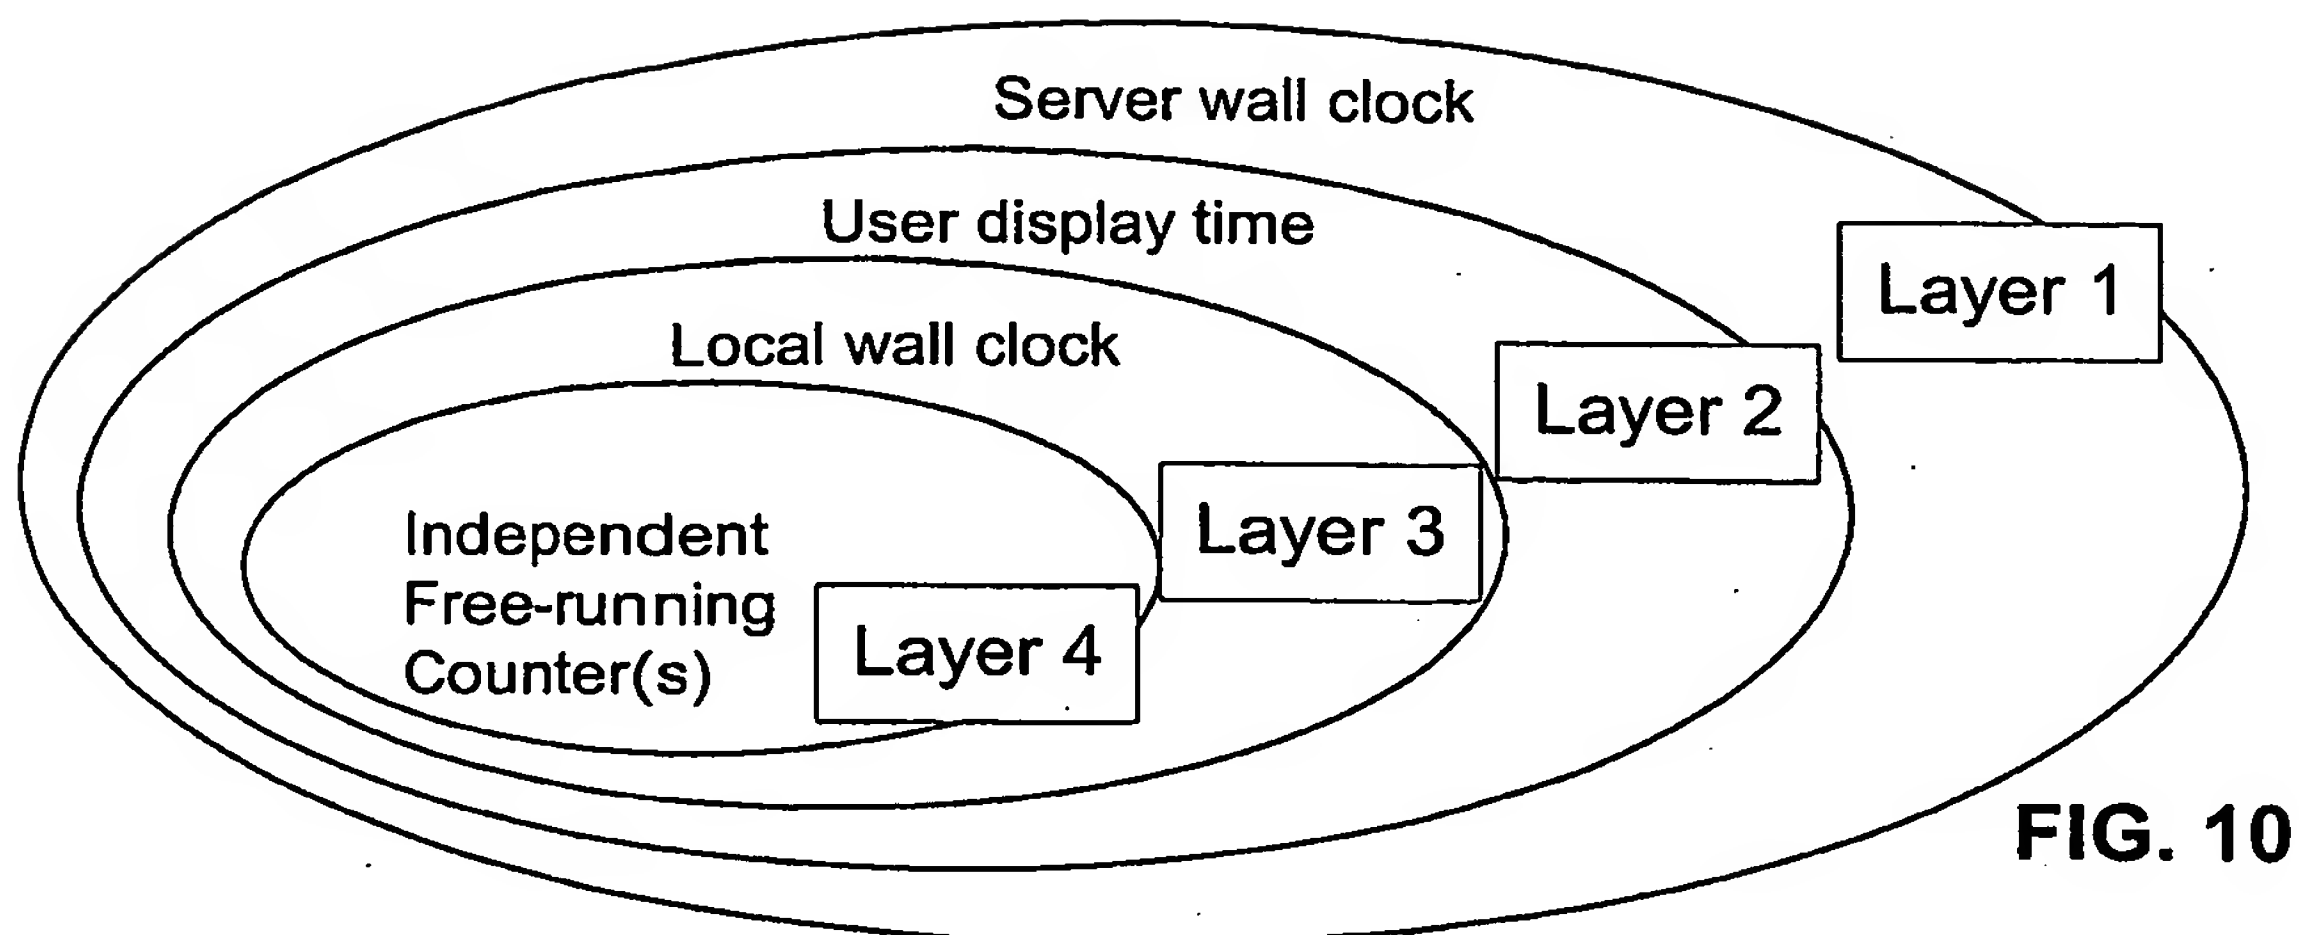 Server wall clock
User display time
Layer 1
Local wall clock
Layer 2
Layer 3
Independent
Free-running
Counter(s)
Layer 4
FIG. 10